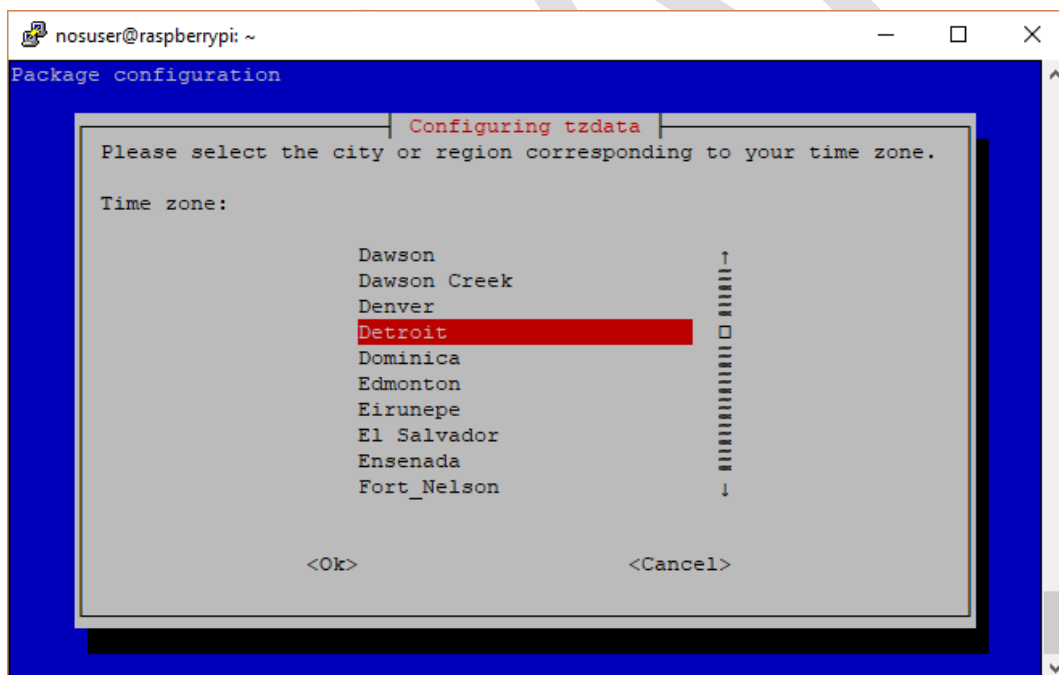 nosuser@raspberrypi: ~
Package configuration
Configuring tzdata
Please select the city or region corresponding to your time zone.
Time zone:
Dawson
Dawson Creek
Denver
Detroit
Dominica
Edmonton
Eirunepe
El Salvador
Ensenada
Fort_Nelson
<Ok> <Cancel>